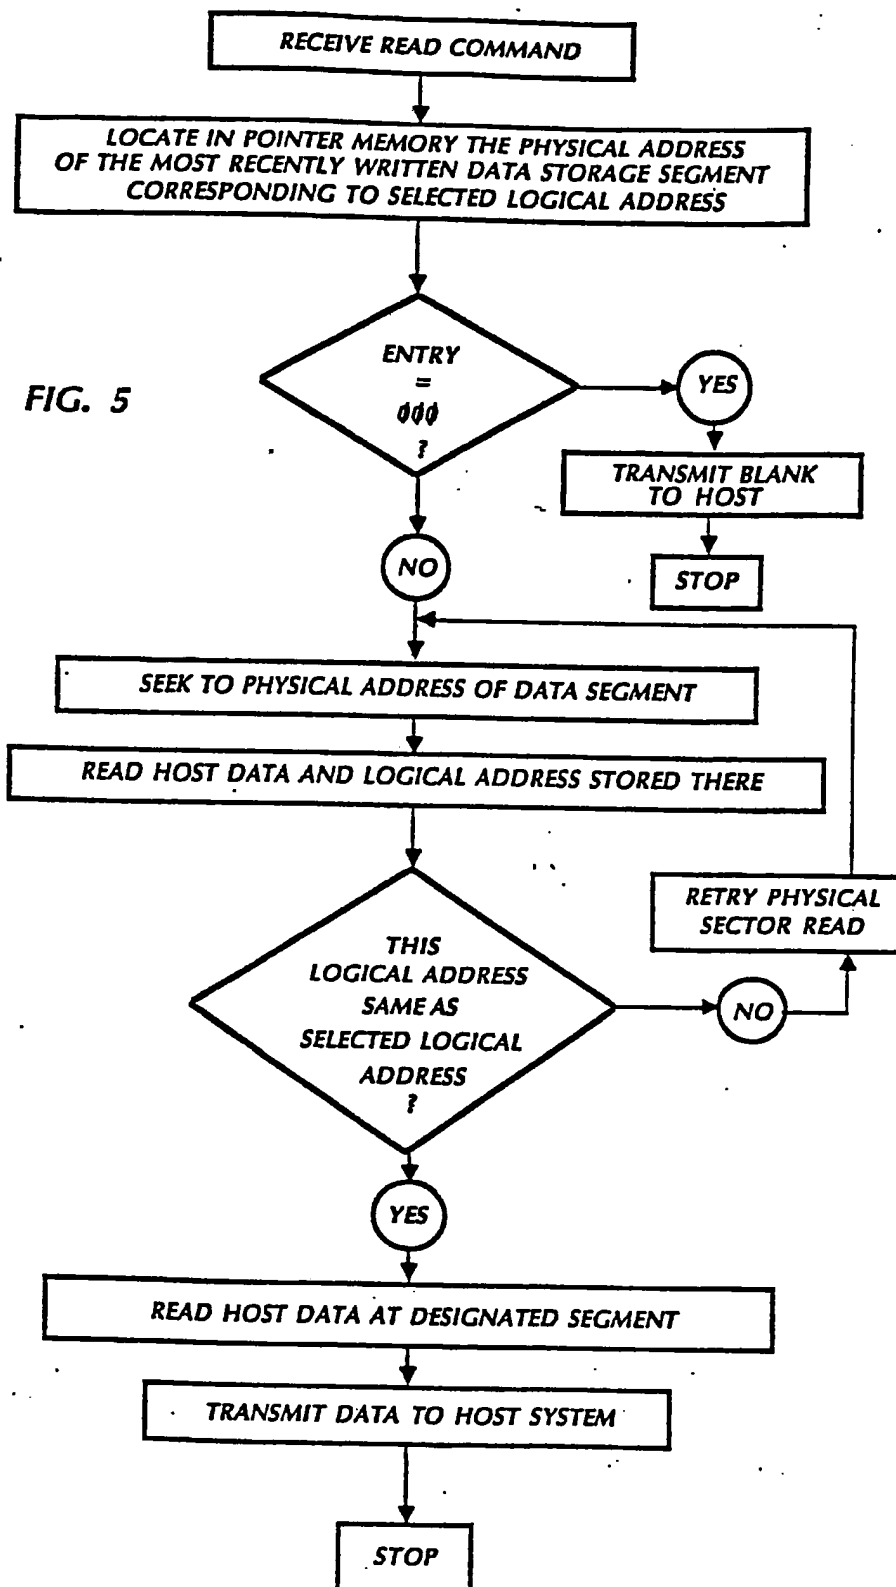 RECEIVE READ COMMAND
LOCATE IN POINTER MEMORY THE PHYSICAL ADDRESS
OF THE MOST RECENTLY WRITTEN DATA STORAGE SEGMENT
CORRESPONDING TO SELECTED LOGICAL ADDRESS
FIG. 5
ENTRY
=
ϕϕϕ
?
YES
TRANSMIT BLANK
TO HOST
STOP
NO
SEEK TO PHYSICAL ADDRESS OF DATA SEGMENT
READ HOST DATA AND LOGICAL ADDRESS STORED THERE
RETRY PHYSICAL
SECTOR READ
THIS
LOGICAL ADDRESS
SAME AS
SELECTED LOGICAL
ADDRESS
?
NO
YES
READ HOST DATA AT DESIGNATED SEGMENT
TRANSMIT DATA TO HOST SYSTEM
STOP